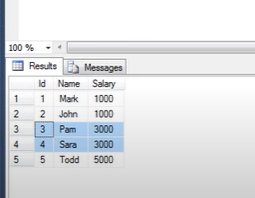 100 %
Results Messages
Id Name Salary
1 1 Mark 1000
2 2 John 1000
3 3 Pam 3000
4 4 Sara 3000
5 5 Todd 5000